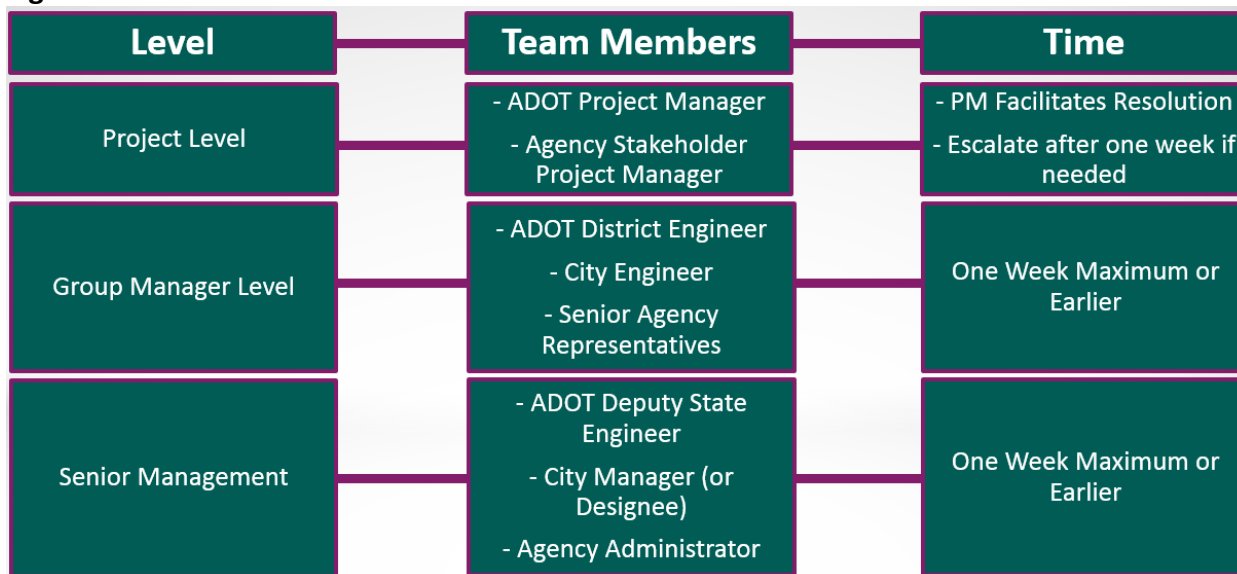 Level
Team Members
Time
Project Level
- ADOT Project Manager
- Agency Stakeholder
Project Manager
- PM Facilitates Resolution
- Escalate after one week if
needed
Group Manager Level
- ADOT District Engineer
- City Engineer
- Senior Agency
Representatives
One Week Maximum or
Earlier
Senior Management
- ADOT Deputy State
Engineer
- City Manager (or
Designee)
- Agency Administrator
One Week Maximum or
Earlier